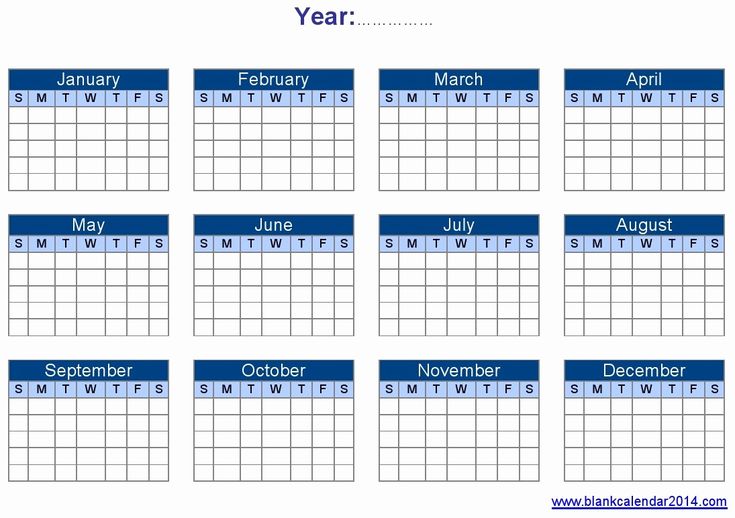 Year:……………
January February March April
S M T W T F S S M T W T F S S M T W T F S S M T W T F S
May June July August
S M T W T F S S M T W T F S S M T W T F S S M T W T F S
September October November December
S M T W T F S S M T W T F S S M T W T F S S M T W T F S
www.blankcalendar2014.com